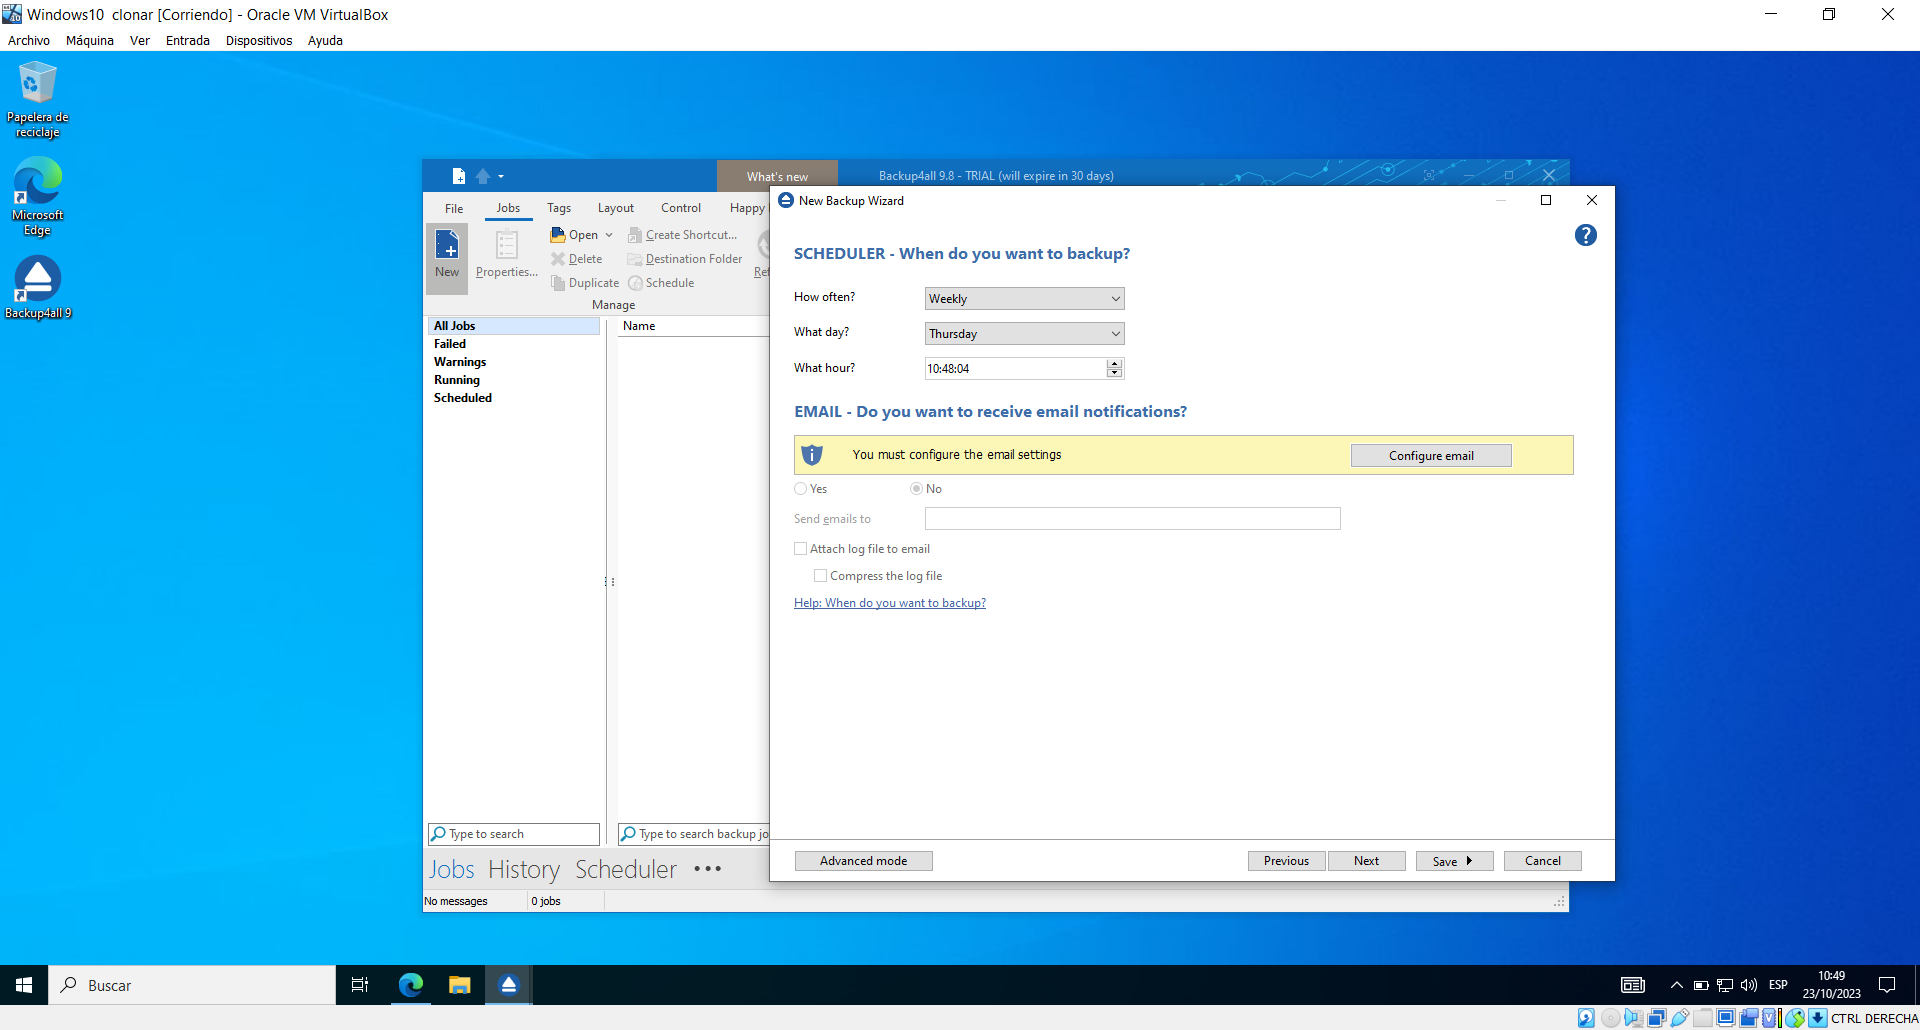 Windows10 clonar [Corriendo] - Oracle VM VirtualBox
Archivo Máquina Ver Entrada Dispositivos Ayuda
Papelera de
reciclaje
Microsoft
Edge
Backup4all 9
What's new
Backup4all 9.8 - TRIAL (will expire in 30 days)
File Jobs Tags Layout Control Happy
New
Properties...
Open
Delete
Duplicate
Create Shortcut...
Destination Folder
Schedule
Manage
All Jobs
Failed
Warnings
Running
Scheduled
Name
Type to search
Type to search backup jo
Jobs History Scheduler •••
No messages
0 jobs
New Backup Wizard
?
SCHEDULER - When do you want to backup?
How often? Weekly
What day? Thursday
What hour? 10:48:04
EMAIL - Do you want to receive email notifications?
You must configure the email settings
Configure email
Yes No
Send emails to
Attach log file to email
Compress the log file
Help: When do you want to backup?
Advanced mode
Previous Next Save Cancel
Buscar
ESP
10:49
23/10/2023
CTRL DERECHA